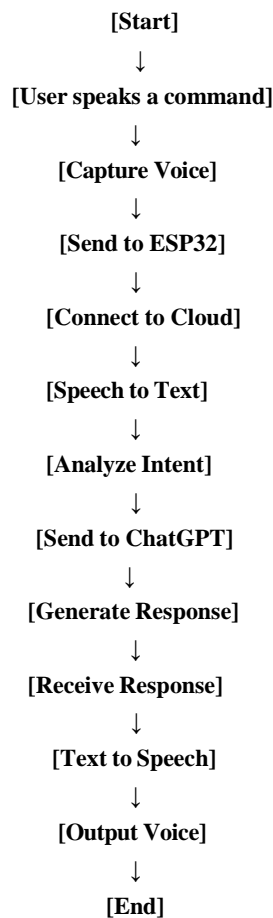 [Start]
↓
[User speaks a command]
↓
[Capture Voice]
↓
[Send to ESP32]
↓
[Connect to Cloud]
↓
[Speech to Text]
↓
[Analyze Intent]
↓
[Send to ChatGPT]
↓
[Generate Response]
↓
[Receive Response]
↓
[Text to Speech]
↓
[Output Voice]
↓
[End]